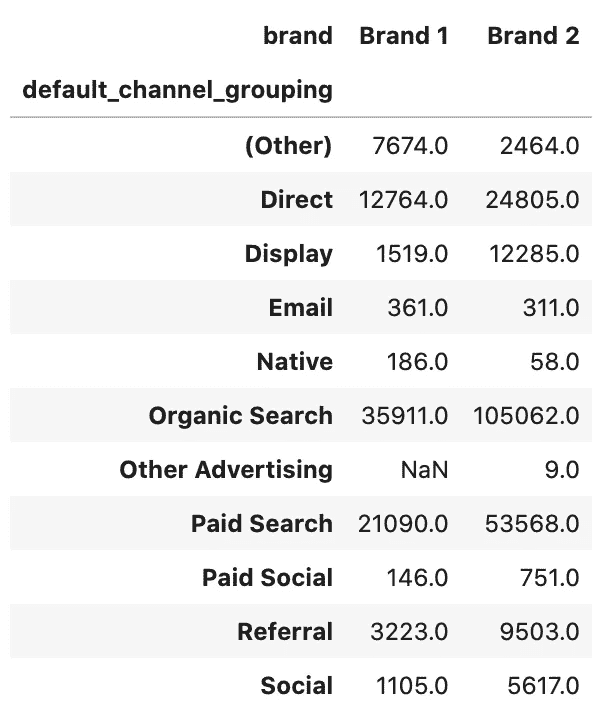 brand Brand 1 Brand 2
default_channel_grouping
(Other) 7674.0 2464.0
Direct 12764.0 24805.0
Display 1519.0 12285.0
Email 361.0 311.0
Native 186.0 58.0
Organic Search 35911.0 105062.0
Other Advertising NaN 9.0
Paid Search 21090.0 53568.0
Paid Social 146.0 751.0
Referral 3223.0 9503.0
Social 1105.0 5617.0